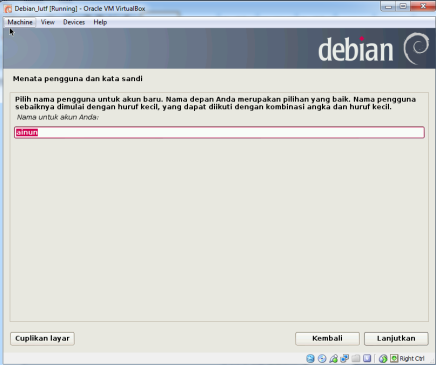 Debian_lutf [Running] - Oracle VM VirtualBox
Machine View Devices Help
debian
Menata pengguna dan kata sandi
Pilih nama pengguna untuk akun baru. Nama depan Anda merupakan pilihan yang baik. Nama pengguna
sebaiknya dimulai dengan huruf kecil, yang dapat diikuti dengan kombinasi angka dan huruf kecil.
Nama untuk akun Anda:
ainun
Cuplikan layar Kembali Lanjutkan
Right Ctrl